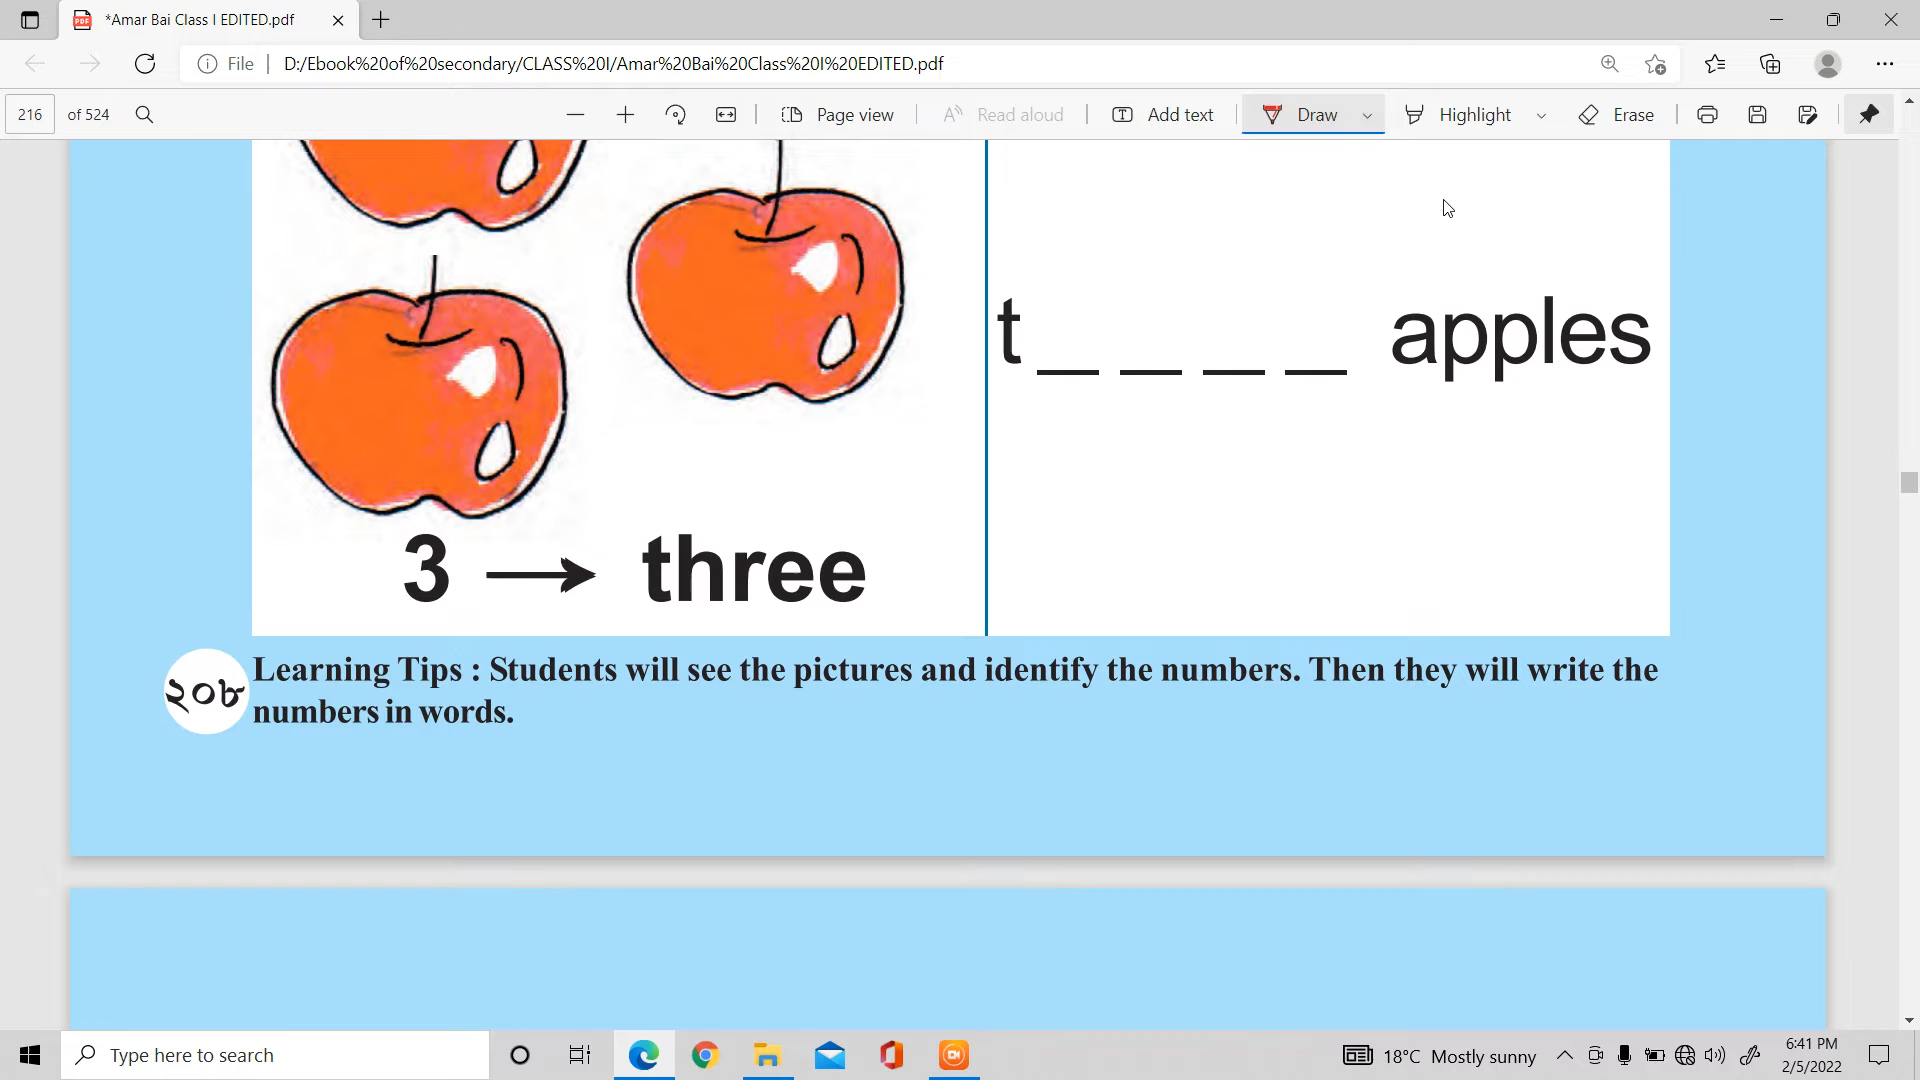 *Amar Bai Class I EDITED.pdf
File D:/Ebook%20of%20secondary/CLASS%20I/Amar%20Bai%20Class%20I%20EDITED.pdf
216 of 524 Page view Read aloud Add text Draw Highlight Erase
t _ _ _ _ apples
3 → three
Learning Tips : Students will see the pictures and identify the numbers. Then they will write the
২০৮
numbers in words.
Type here to search
18°C Mostly sunny
6:41 PM
2/5/2022